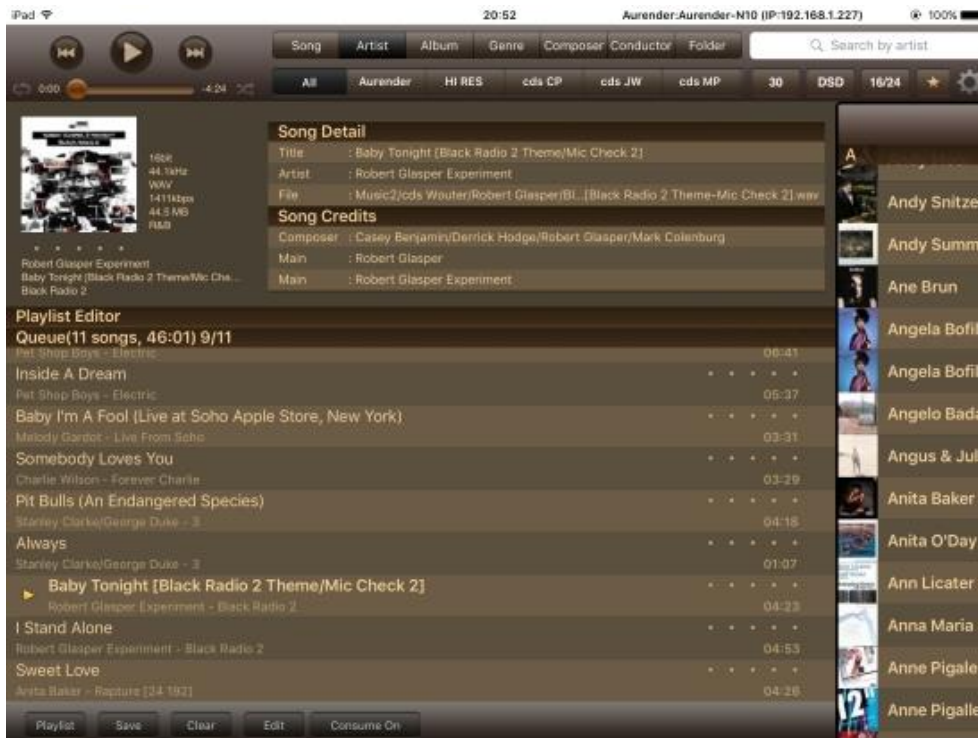 iPad
20:52
Aurender:Aurender-N10 (IP:192.168.1.227)
100%
Song Artist Album Genre Composer Conductor Folder
Search by artist
All Aurender HI RES cds CP cds JW cds MP 30 DSD 16/24
0:00 -4:24
16bit
44.1kHz
WAV
1411kbps
44.5 MB
R&B
Robert Glasper Experiment
Baby Tonight [Black Radio 2 Theme/Mic Che...
Black Radio 2
Song Detail
Title : Baby Tonight [Black Radio 2 Theme/Mic Check 2]
Artist : Robert Glasper Experiment
File : Music2/cds Wouter/Robert Glasper/Bl...[Black Radio 2 Theme-Mic Check 2].wav
Song Credits
Composer : Casey Benjamin/Derrick Hodge/Robert Glasper/Mark Colenburg
Main : Robert Glasper
Main : Robert Glasper Experiment
Playlist Editor
Queue(11 songs, 46:01) 9/11
Pet Shop Boys - Electric 06:41
Inside A Dream
Pet Shop Boys - Electric 05:37
Baby I'm A Fool (Live at Soho Apple Store, New York)
Melody Gardot - Live From Soho 03:31
Somebody Loves You
Charlie Wilson - Forever Charlie 03:29
Pit Bulls (An Endangered Species)
Stanley Clarke/George Duke - 3 04:18
Always
Stanley Clarke/George Duke - 3 01:07
Baby Tonight [Black Radio 2 Theme/Mic Check 2]
Robert Glasper Experiment - Black Radio 2 04:23
I Stand Alone
Robert Glasper Experiment - Black Radio 2 04:53
Sweet Love
Anita Baker - Rapture [24 192] 04:26
Playlist Save Clear Edit Consume On
A
Andy Snitze
Andy Summ
Ane Brun
Angela Bofil
Angela Bofil
Angelo Bada
Angus & Jul
Anita Baker
Anita O'Day
Ann Licater
Anna Maria
Anne Pigale
Anne Pigalle